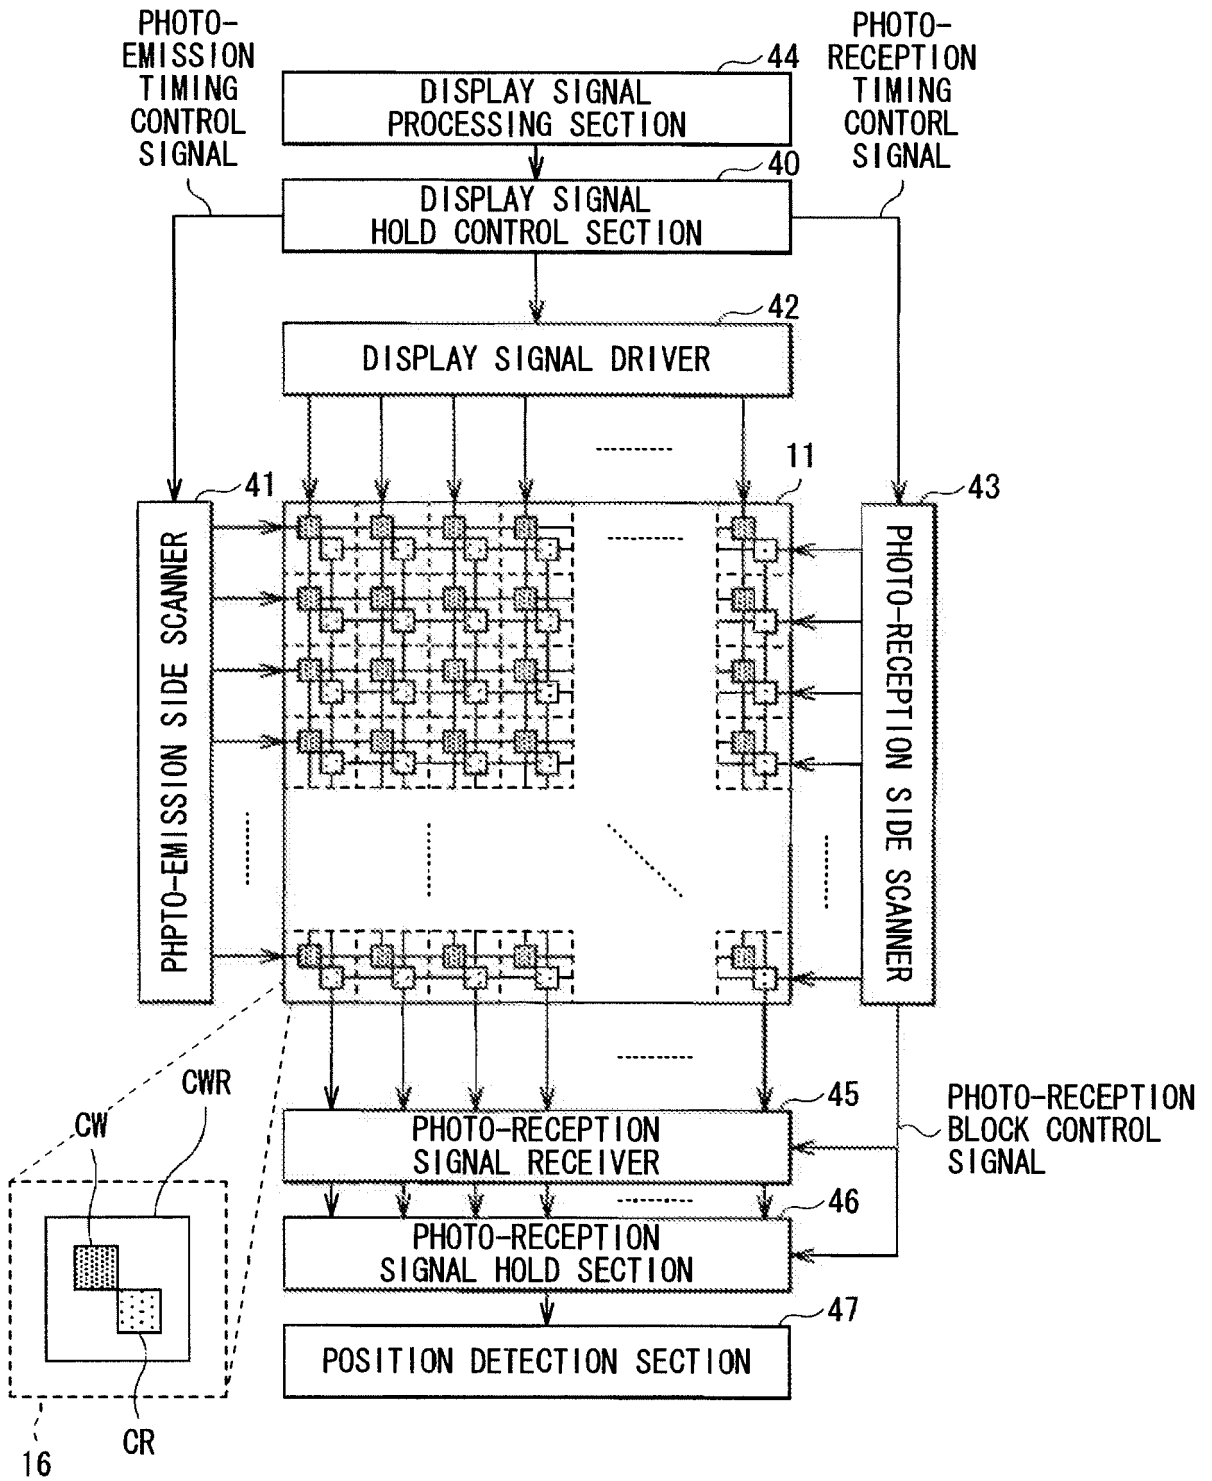 PHOTO-
EMISSION
TIMING
CONTROL
SIGNAL
PHOTO-
RECEPTION
TIMING
CONTORL
SIGNAL
44
DISPLAY SIGNAL
PROCESSING SECTION
40
DISPLAY SIGNAL
HOLD CONTROL SECTION
42
DISPLAY SIGNAL DRIVER
41
11
43
PHPTO-EMISSION SIDE SCANNER
PHOTO-RECEPTION SIDE SCANNER
45
PHOTO-RECEPTION
SIGNAL RECEIVER
PHOTO-RECEPTION
BLOCK CONTROL
SIGNAL
46
PHOTO-RECEPTION
SIGNAL HOLD SECTION
47
POSITION DETECTION SECTION
CWR
CW
CR
16